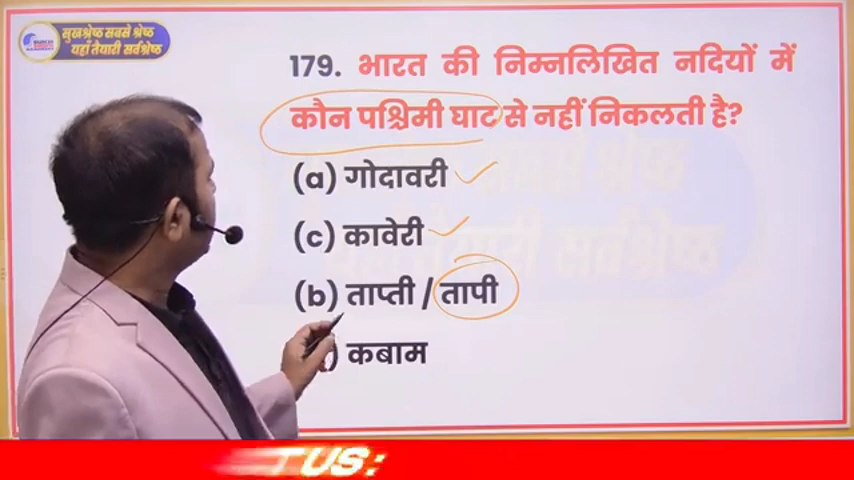 सुखश्रेष्ठ सबसे श्रेष्ठ
यहाँ तैयारी सर्वश्रेष्ठ
179. भारत की निम्नलिखित नदियों में
कौन पश्चिमी घाट से नहीं निकलती है?
(a) गोदावरी
(c) कावेरी
(b) ताप्ती / तापी
कबाम
TUS: